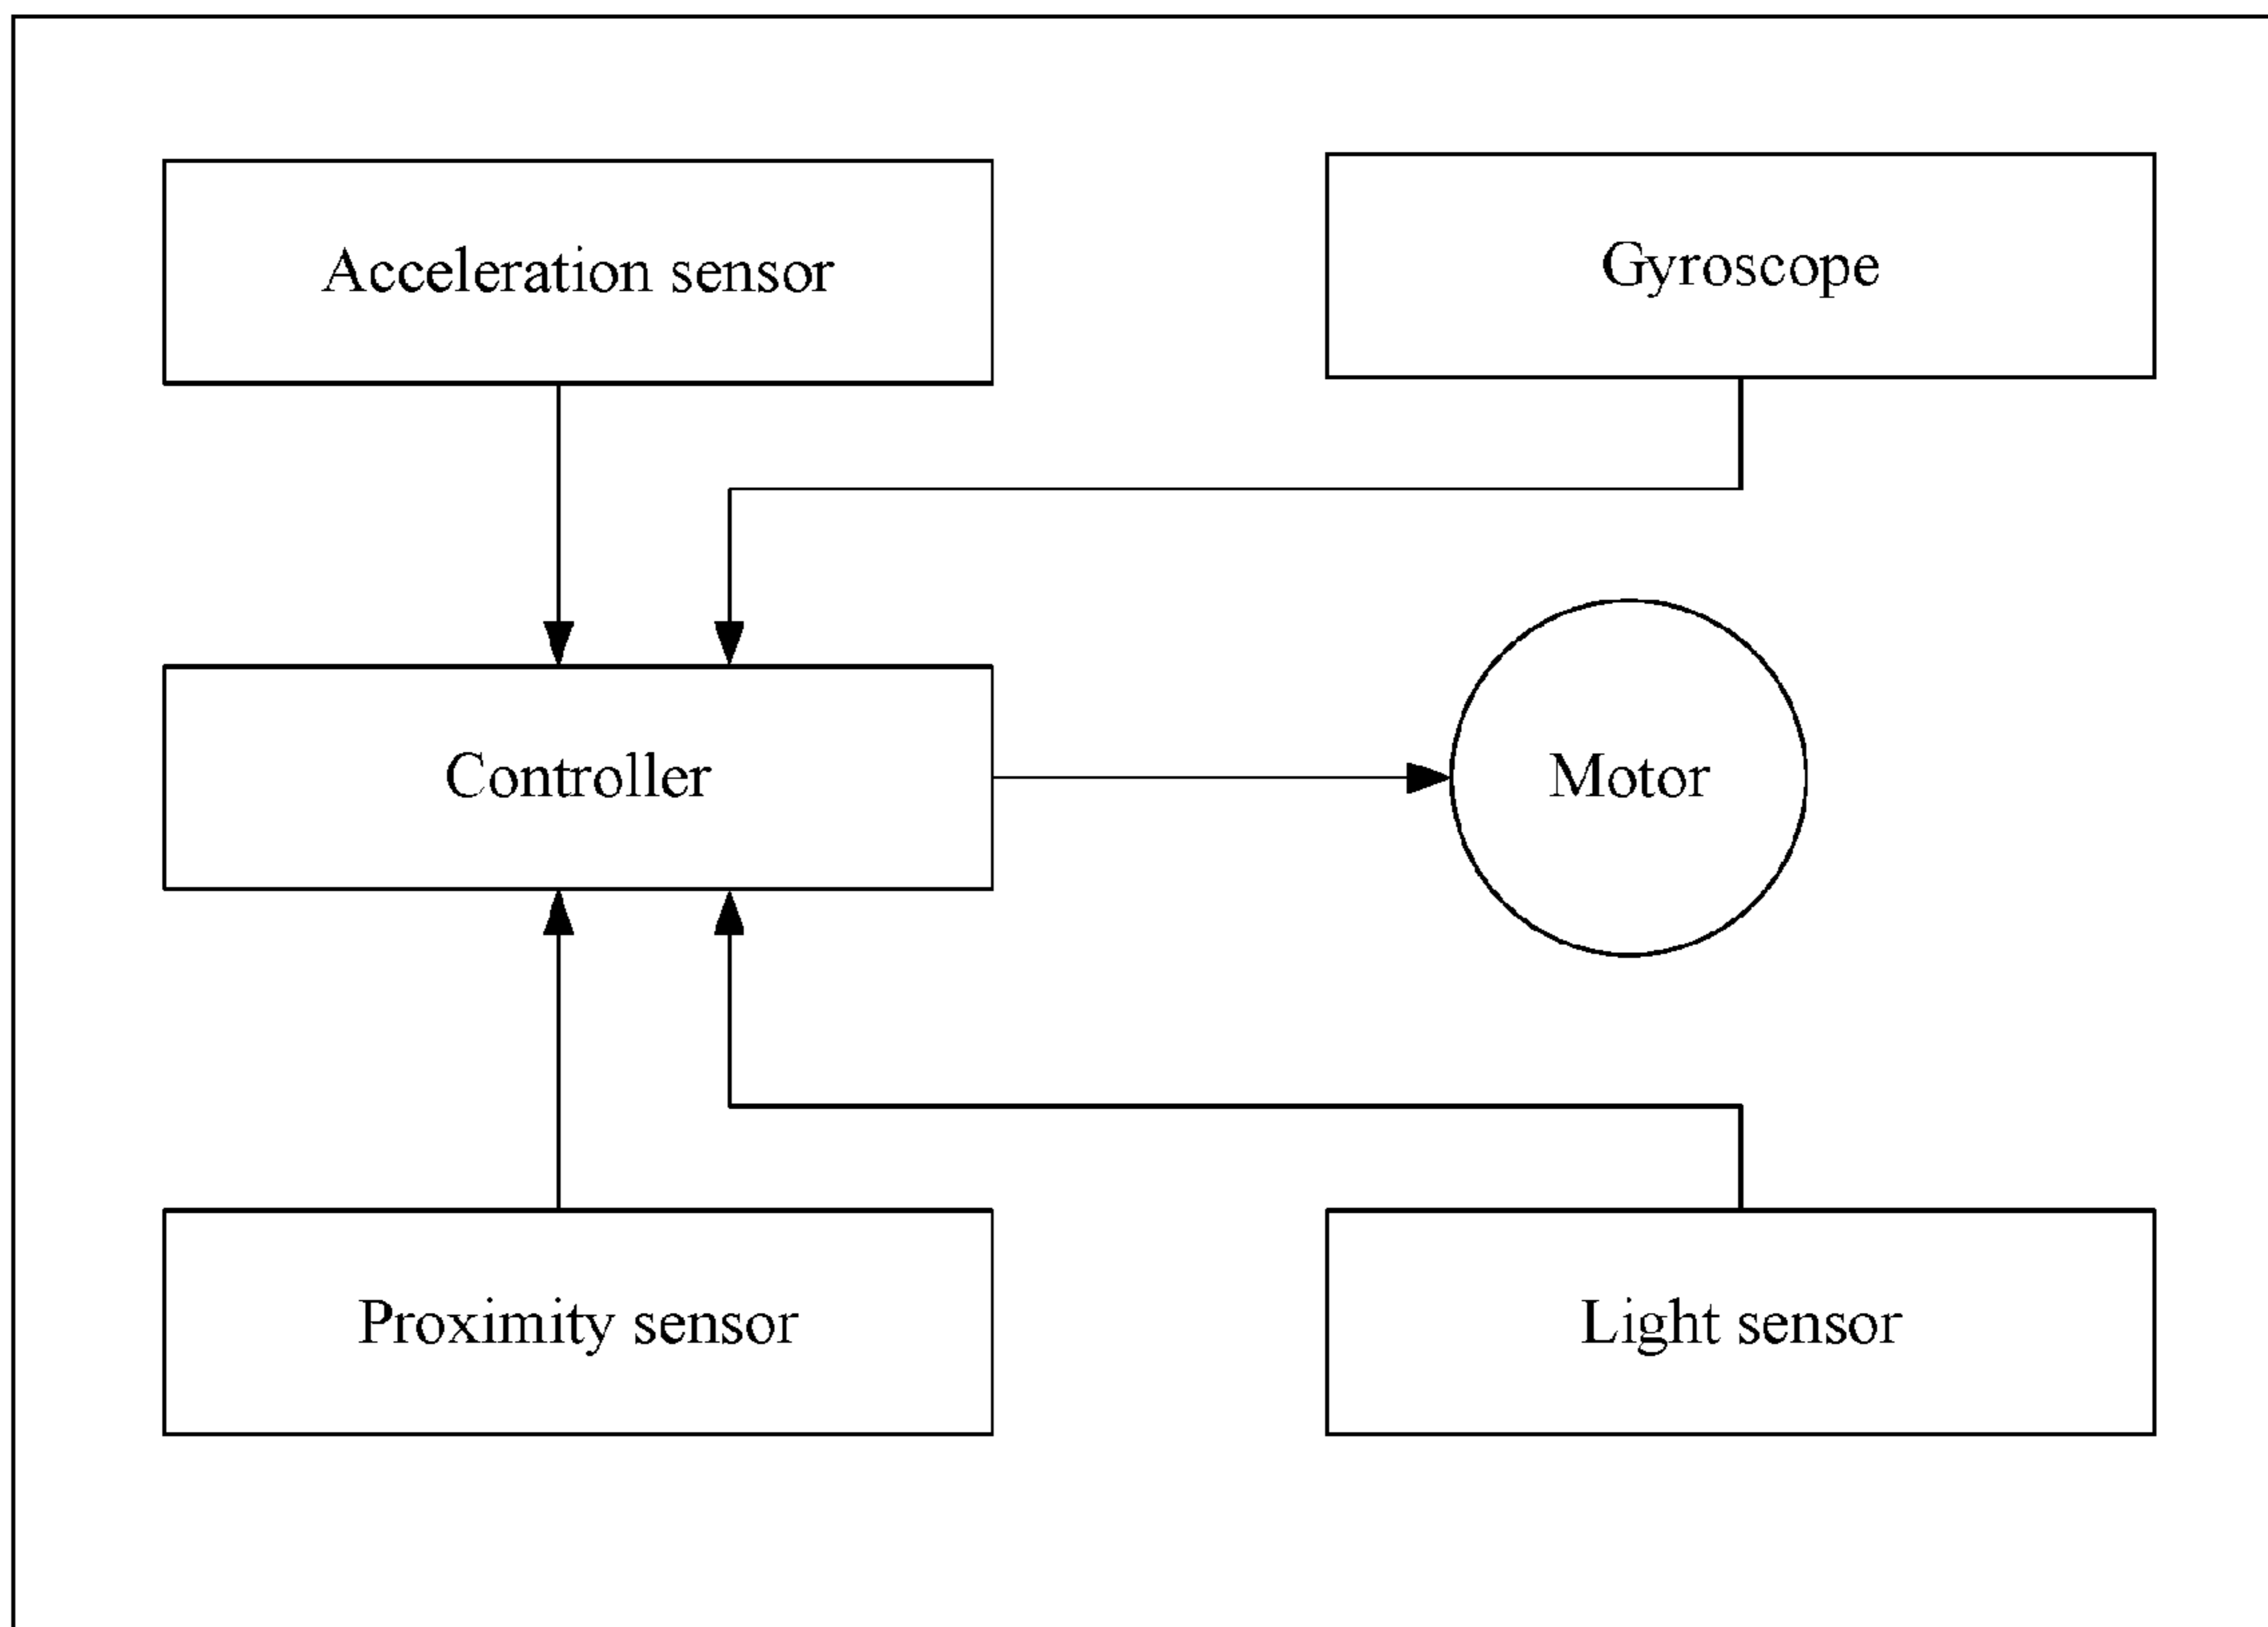 Acceleration sensor
Gyroscope
Controller
Motor
Proximity sensor
Light sensor